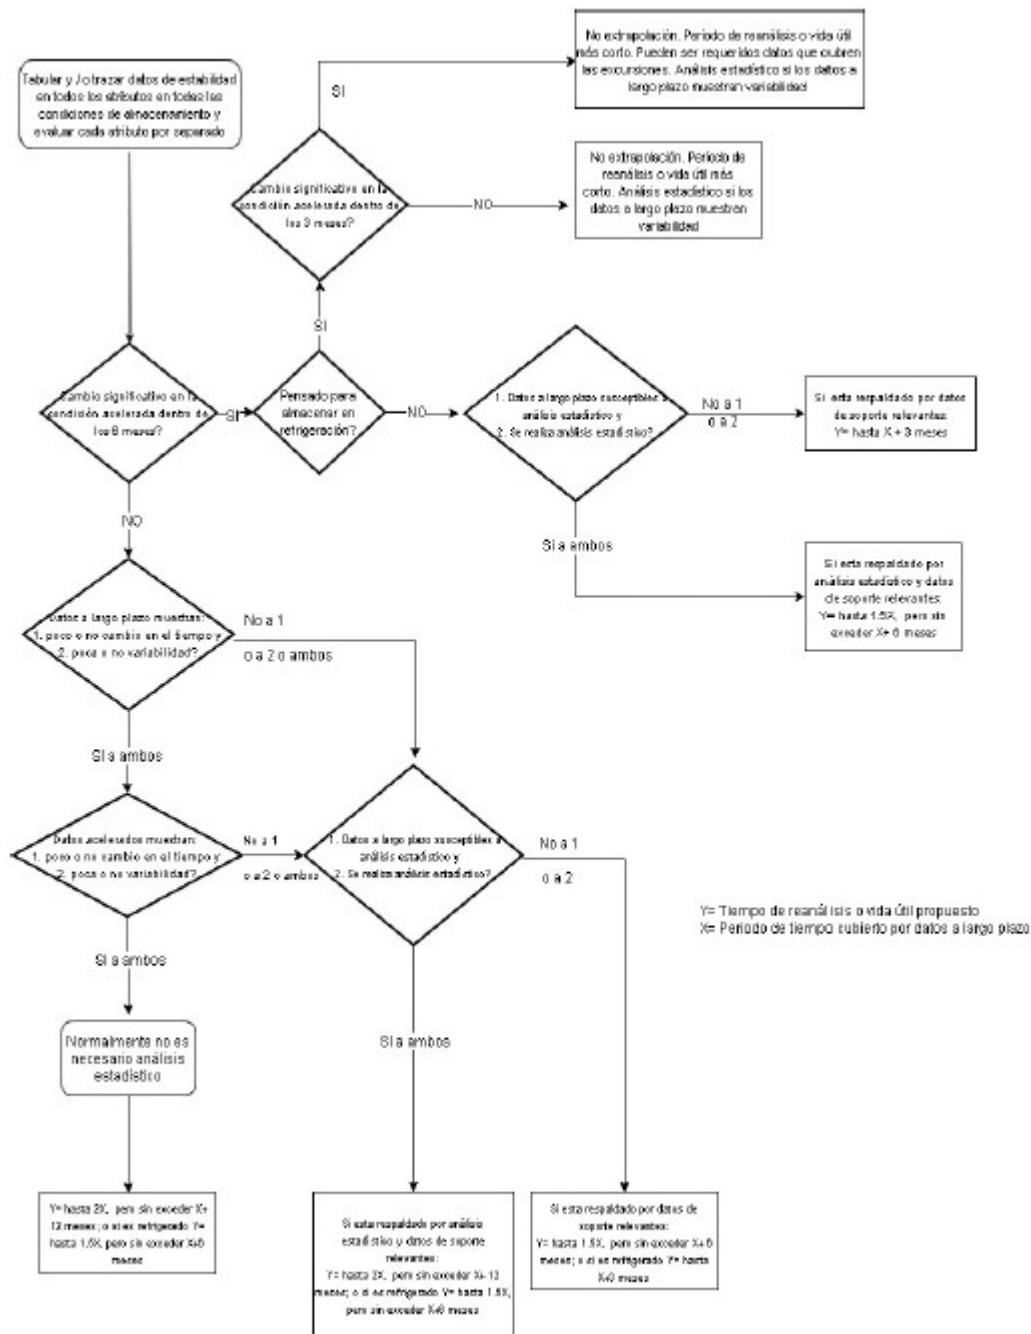 Tabular y /o trazar datos de estabilidad
en todos los atributos en todas las
condiciones de almacenamiento y
evaluar cada atributo por separado
No extrapolación. Período de reanálisis o vida útil
más corto. Pueden ser requeridos datos que cubren
las excursiones. Análisis estadístico si los datos a
largo plazo muestran variabilidad
SI
Cambio significativo en la
condición acelerada dentro de
los 3 meses?
NO
No extrapolación. Período de
reanálisis o vida útil más
corto. Análisis estadístico si los
datos a largo plazo muestran
variabilidad
SI
Cambio significativo en la
condición acelerada dentro de
los 6 meses?
SI
Pensado para
almacenar en
refrigeración?
NO
1. Datos a largo plazo susceptibles a
análisis estadístico y
2. Se realiza análisis estadístico?
No a 1
o a 2
Si esta respaldado por datos
de soporte relevantes:
Y= hasta X + 3 meses
NO
Si a ambos
Si esta respaldado por
análisis estadístico y datos
de soporte relevantes:
Y= hasta 1.5X, pero sin
exceder X+ 6 meses
Datos a largo plazo muestran:
1. poco o no cambio en el tiempo y
2. poca o no variabilidad?
No a 1
o a 2 o ambos
SI a ambos
Datos acelerados muestran:
1. poco o no cambio en el tiempo y
2. poca o no variabilidad?
No a 1
o a 2 o ambos
1. Datos a largo plazo susceptibles a
análisis estadístico y
2. Se realiza análisis estadístico?
No a 1
o a 2
Y= Tiempo de reanálisis o vida útil propuesto
X= Periodo de tiempo cubierto por datos a largo plazo
SI a ambos
Normalmente no es
necesario análisis
estadístico
SI a ambos
Y= hasta 2X, pero sin exceder X+
12 meses; o si es refrigerado Y=
hasta 1.5X, pero sin exceder X+6
meses
Si esta respaldado por análisis
estadístico y datos de soporte
relevantes:
Y= hasta 2X, pero sin exceder X+ 12
meses; o si es refrigerado Y= hasta 1.5X,
pero sin exceder X+6 meses
Si esta respaldado por datos de
soporte relevantes:
Y= hasta 1.5X, pero sin exceder X+ 6
meses; o si es refrigerado Y= hasta
X+3 meses